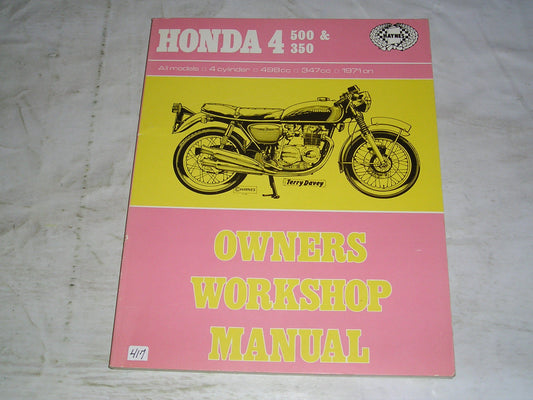 HONDA 4 500 &
350
HAYNES
All models □ 4 cylinder □ 498cc □ 347cc □ 1971 on
©HAYNES
Terry Davey
OWNERS
WORKSHOP
MANUAL
417